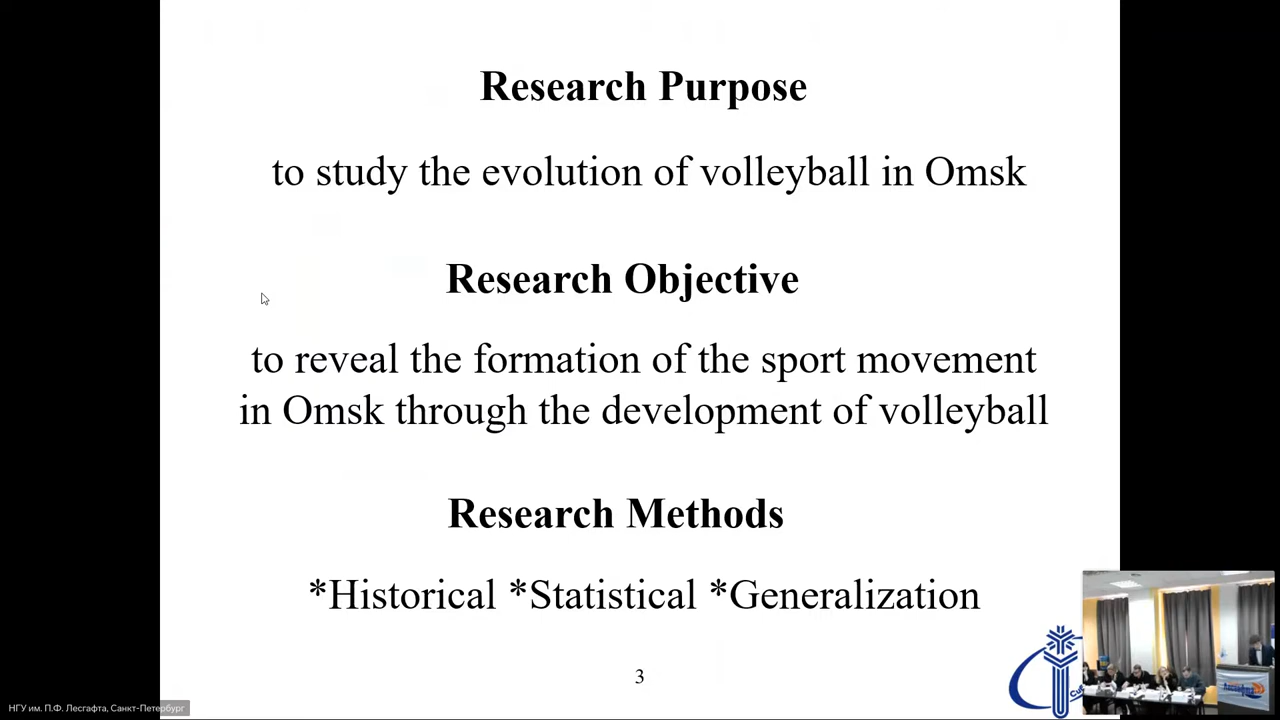 Research Purpose
to study the evolution of volleyball in Omsk
Research Objective
to reveal the formation of the sport movement
in Omsk through the development of volleyball
Research Methods
*Historical *Statistical *Generalization
3
НГУ им. П.Ф. Лесгафта, Санкт-Петербург